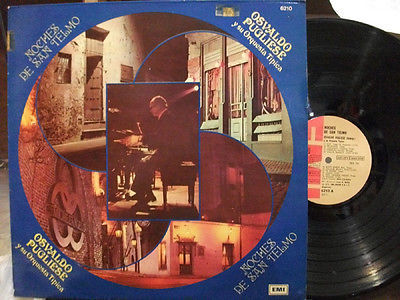 6210
NOCHES
DE SAN TELMO
OSVALDO
PUGLIESE
y su Orquesta Típica
OSVALDO
PUGLIESE
y su Orquesta Típica
NOCHES
DE SAN TELMO
EMI
NOCHES
DE SAN TELMO